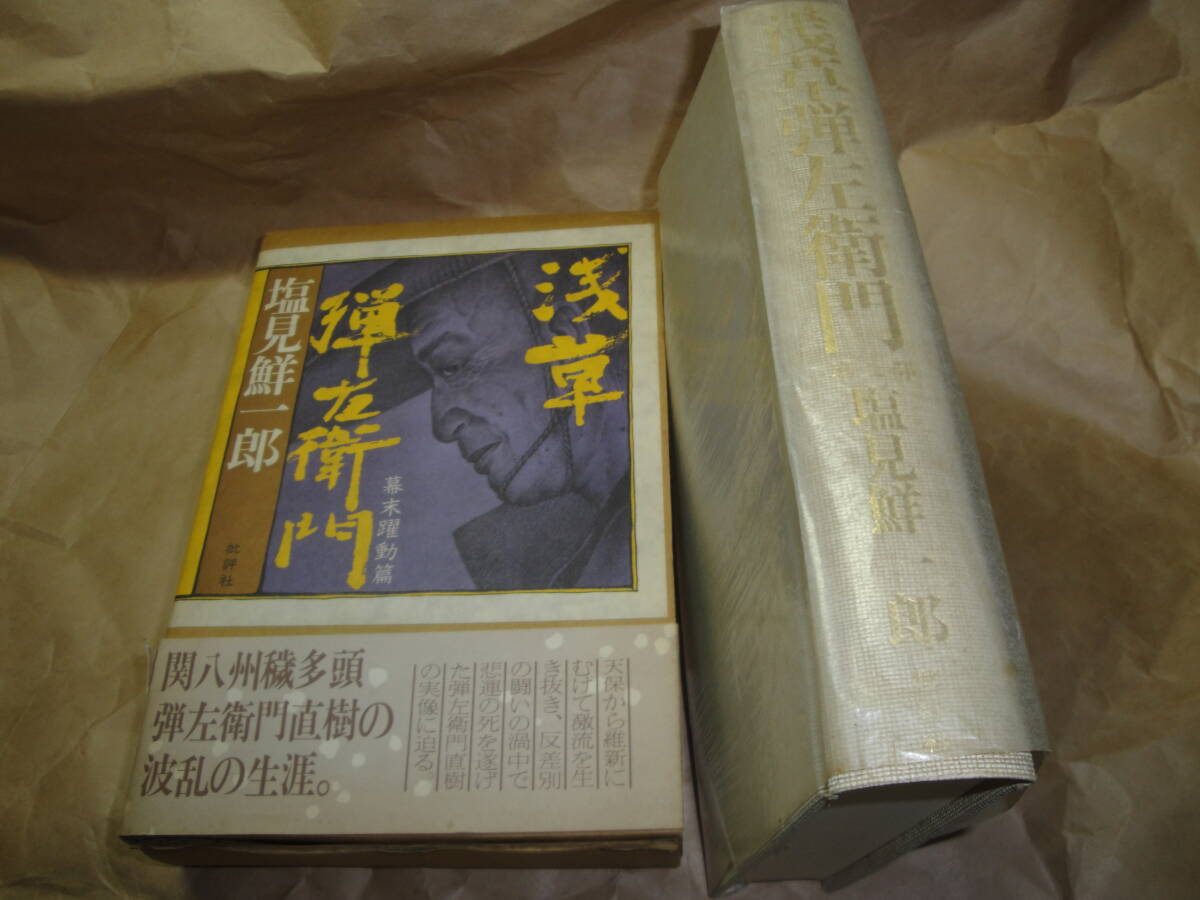 浅草
弾左衛門
幕末躍動篇
塩見鮮一郎
批評社
関八州穢多頭
弾左衛門直樹の
波乱の生涯。
天保から維新に
むけて激流を生
き抜き、反差別
の闘いの渦中で
悲運の死を遂げ
た弾左衛門直樹
の実像に迫る
浅草弾左衛門
塩見鮮一郎